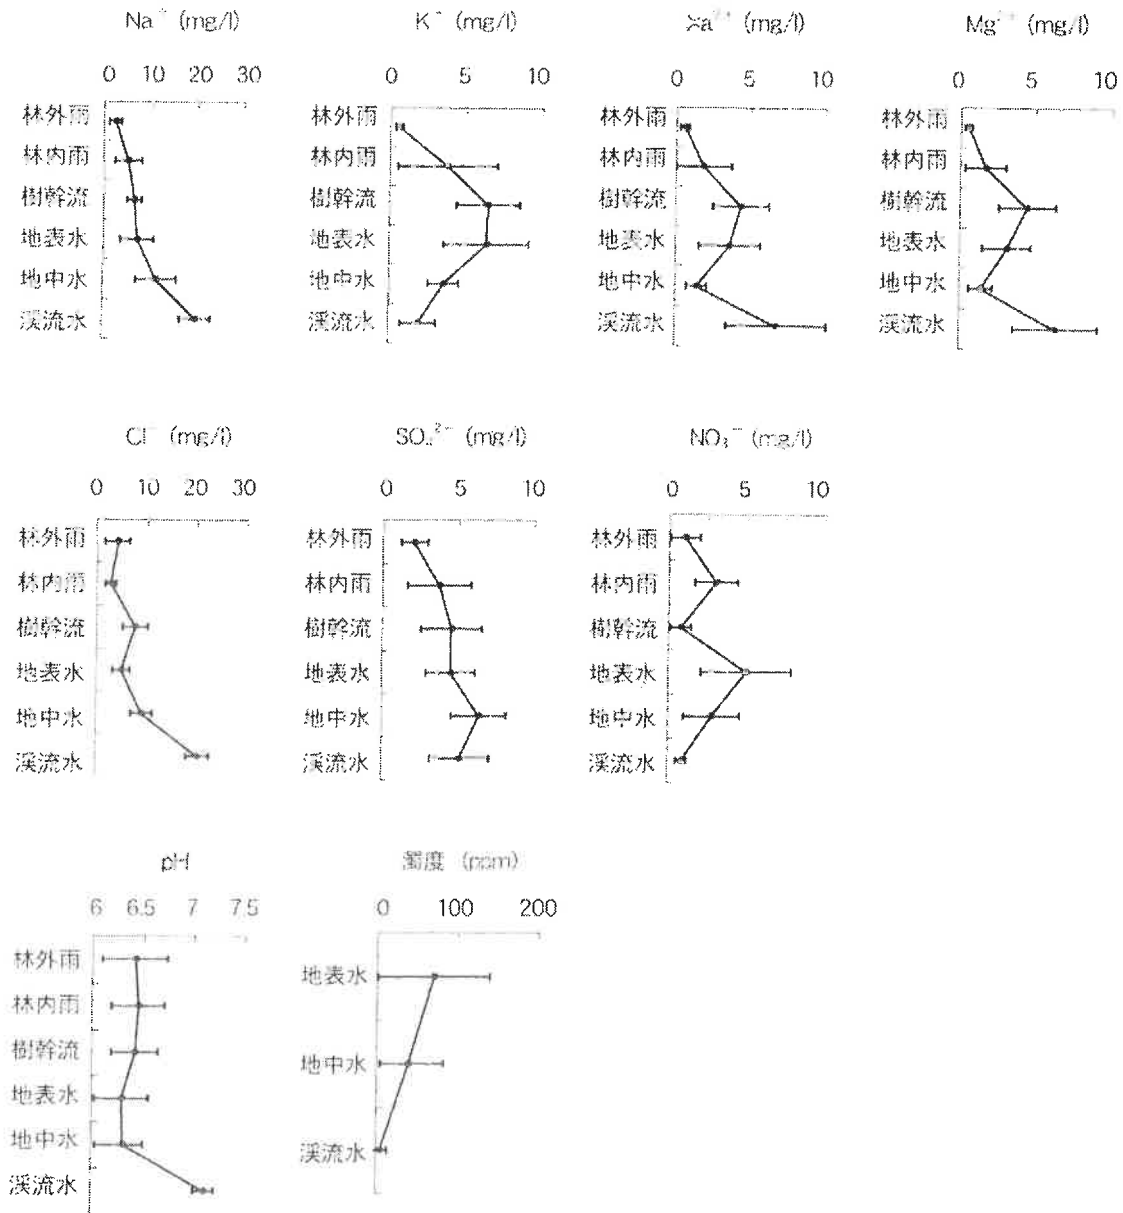 Na⁺ (mg/l)
0 10 20 30
林外雨
林内雨
樹幹流
地表水
地中水
渓流水
K⁺ (mg/l)
0 5 10
林外雨
林内雨
樹幹流
地表水
地中水
渓流水
(mg/l)
0 5 10
林外雨
林内雨
樹幹流
地表水
地中水
渓流水
Mg²⁺ (mg/l)
0 5 10
林外雨
林内雨
樹幹流
地表水
地中水
渓流水
Cl⁻ (mg/l)
0 10 20 30
林外雨
林内雨
樹幹流
地表水
地中水
渓流水
SO₄²⁻ (mg/l)
0 5 10
林外雨
林内雨
樹幹流
地表水
地中水
渓流水
NO₃⁻ (mg/l)
0 5 10
林外雨
林内雨
樹幹流
地表水
地中水
渓流水
pH
6 6.5 7 7.5
林外雨
林内雨
樹幹流
地表水
地中水
渓流水
濁度 (ppm)
0 100 200
地表水
地中水
渓流水